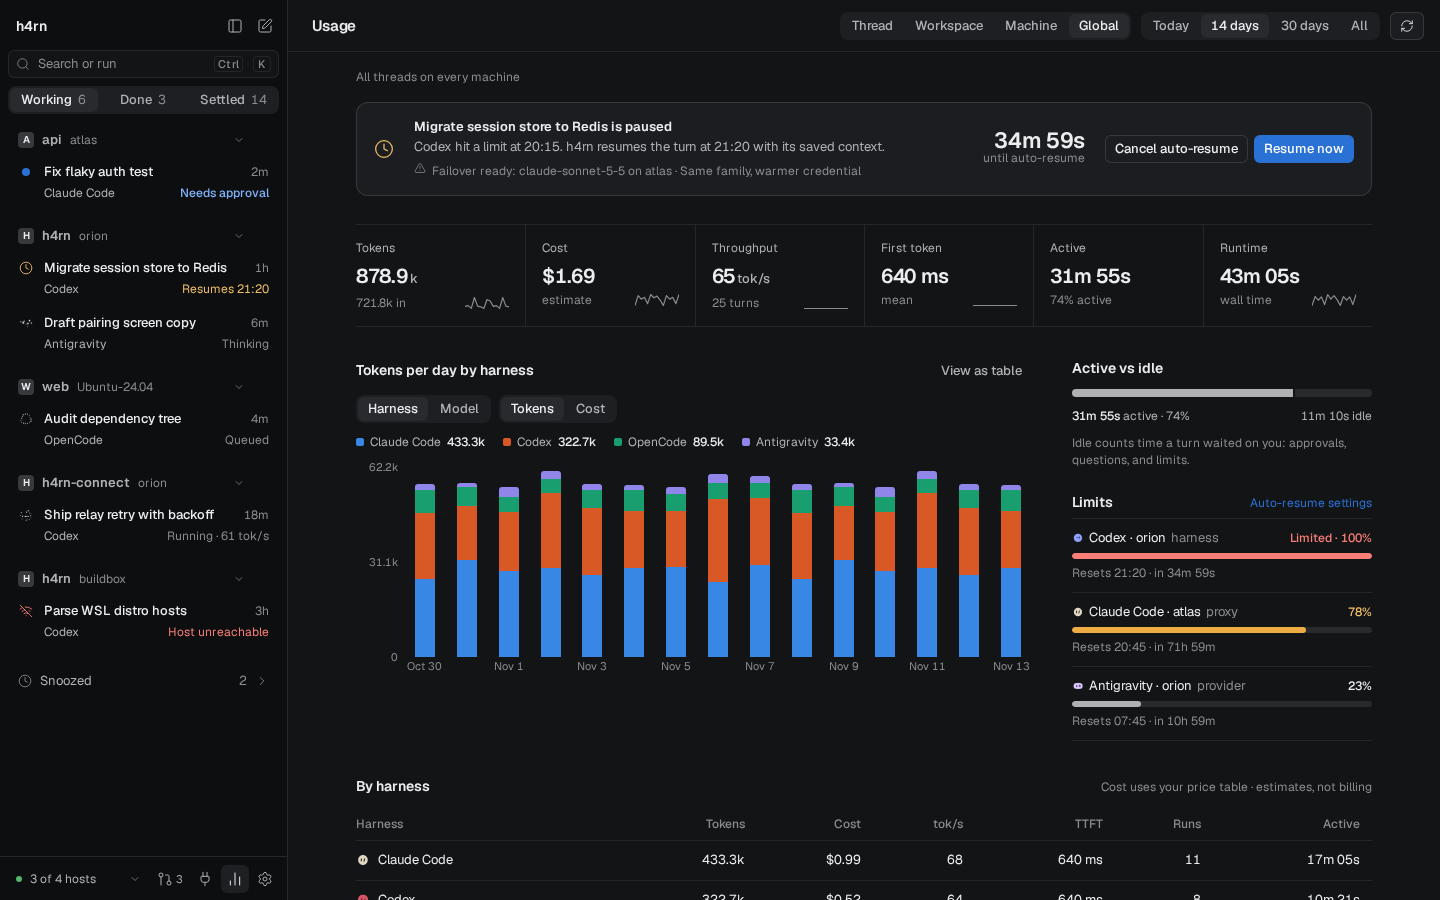 h4rn
Search or run Ctrl K
Working 6 Done 3 Settled 14
A api atlas
Fix flaky auth test 2m
Claude Code Needs approval
H h4rn orion
Migrate session store to Redis 1h
Codex Resumes 21:20
Draft pairing screen copy 6m
Antigravity Thinking
W web Ubuntu-24.04
Audit dependency tree 4m
OpenCode Queued
H h4rn-connect orion
Ship relay retry with backoff 18m
Codex Running · 61 tok/s
H h4rn buildbox
Parse WSL distro hosts 3h
Codex Host unreachable
Snoozed 2
3 of 4 hosts 3
Usage Thread Workspace Machine Global Today 14 days 30 days All
All threads on every machine
Migrate session store to Redis is paused
Codex hit a limit at 20:15. h4rn resumes the turn at 21:20 with its saved context.
Failover ready: claude-sonnet-5-5 on atlas · Same family, warmer credential
34m 59s
until auto-resume
Cancel auto-resume Resume now
Tokens Cost Throughput First token Active Runtime
878.9 k $1.69 65 tok/s 640 ms 31m 55s 43m 05s
721.8k in estimate 25 turns mean 74% active wall time
Tokens per day by harness View as table
Harness Model Tokens Cost
Claude Code 433.3k Codex 322.7k OpenCode 89.5k Antigravity 33.4k
62.2k
31.1k
0
Oct 30 Nov 1 Nov 3 Nov 5 Nov 7 Nov 9 Nov 11 Nov 13
Active vs idle
31m 55s active · 74% 11m 10s idle
Idle counts time a turn waited on you: approvals,
questions, and limits.
Limits Auto-resume settings
Codex · orion harness Limited · 100%
Resets 21:20 · in 34m 59s
Claude Code · atlas proxy 78%
Resets 20:45 · in 71h 59m
Antigravity · orion provider 23%
Resets 07:45 · in 10h 59m
By harness Cost uses your price table · estimates, not billing
Harness Tokens Cost tok/s TTFT Runs Active
Claude Code 433.3k $0.99 68 640 ms 11 17m 05s
Codex 322.7k $0.52 64 640 ms 8 10m 21s